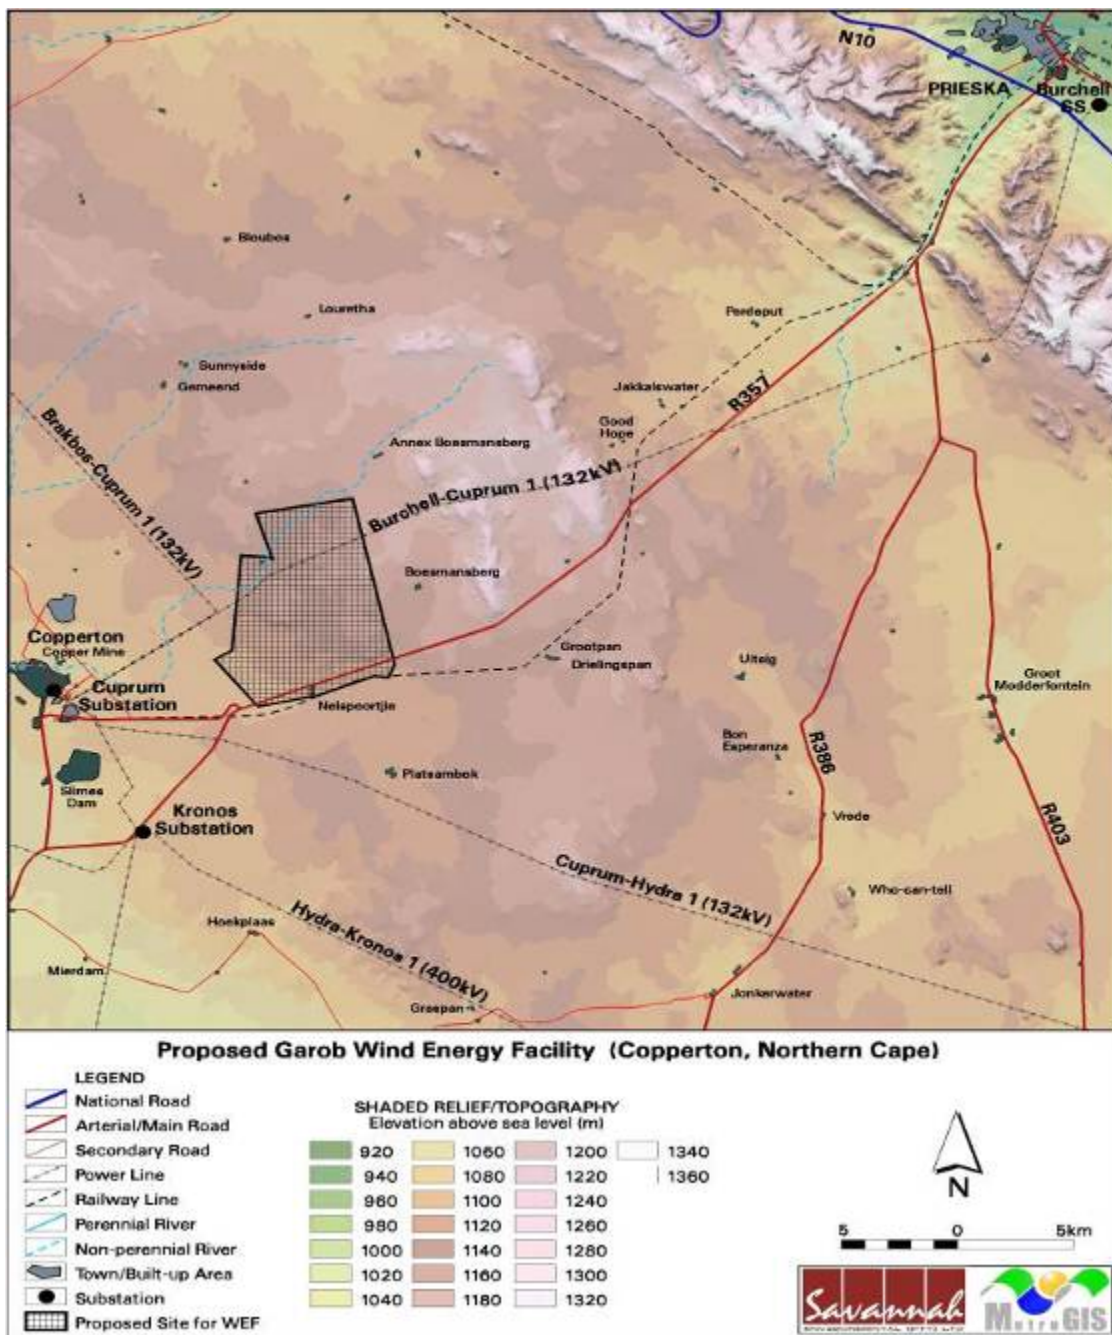 N10
PRIESKA
Burchell
SS.
Bloubos
Louretha
Perdeput
Sunnyside
Gemeend
Jakkalswater
R357
Good
Hope
Annex Boesmansberg
Brakbos-Cuprum 1 (132kV)
Burchell-Cuprum 1 (132kV)
Boesmansberg
Copperton
Copper Mine
Grootpan
Drielingspan
Uitsig
Groot
Modderfontein
Cuprum
Substation
Nelspoortjie
Bon
Esperanza
R386
Platsambok
Slimes
Dam
Kronos
Substation
Vrede
R403
Cuprum-Hydra 1 (132kV)
Who-can-tell
Hoekplaas
Hydra-Kronos 1 (400kV)
Mierdam
Jonkerwater
Graspan
Proposed Garob Wind Energy Facility (Copperton, Northern Cape)
LEGEND
National Road
Arterial/Main Road
Secondary Road
Power Line
Railway Line
Perennial River
Non-perennial River
Town/Built-up Area
Substation
Proposed Site for WEF
SHADED RELIEF/TOPOGRAPHY
Elevation above sea level (m)
920 1060 1200 1340
940 1080 1220 1360
960 1100 1240
980 1120 1260
1000 1140 1280
1020 1160 1300
1040 1180 1320
N
5 0 5km
Savannah
MetroGIS